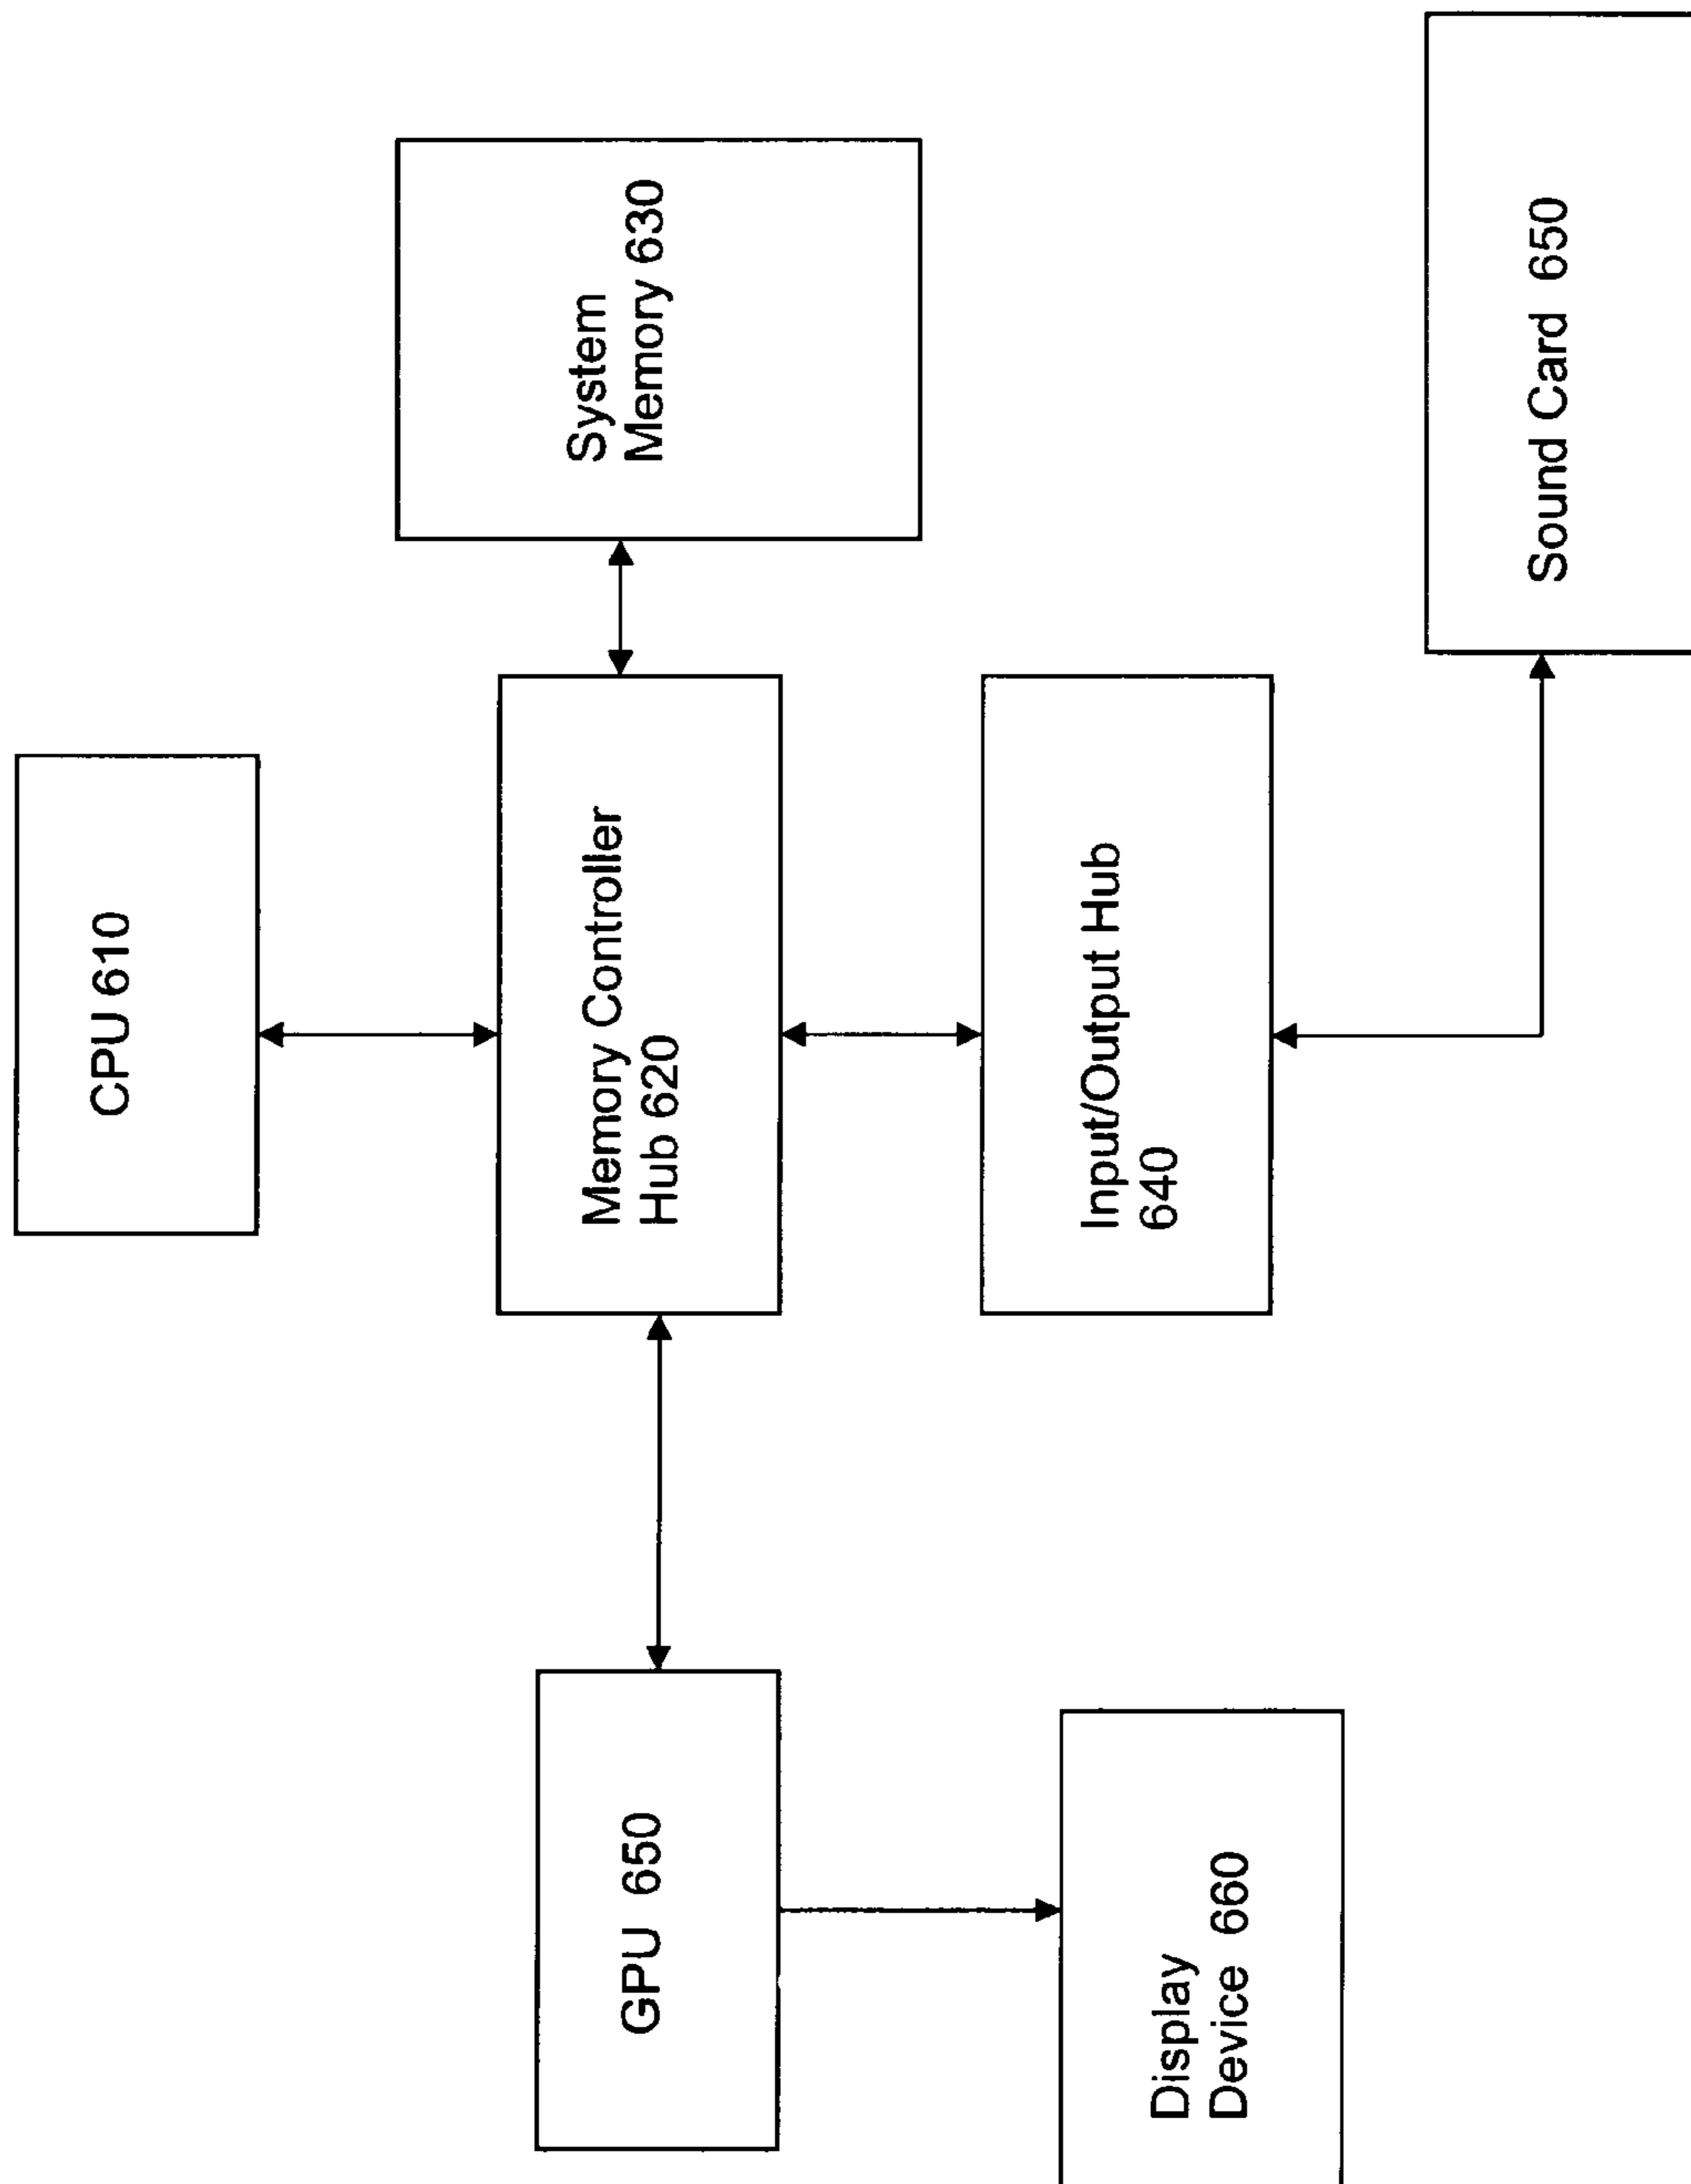 CPU 610
Memory Controller
Hub 620
System
Memory 630
GPU 650
Input/Output Hub
640
Display
Device 660
Sound Card 650